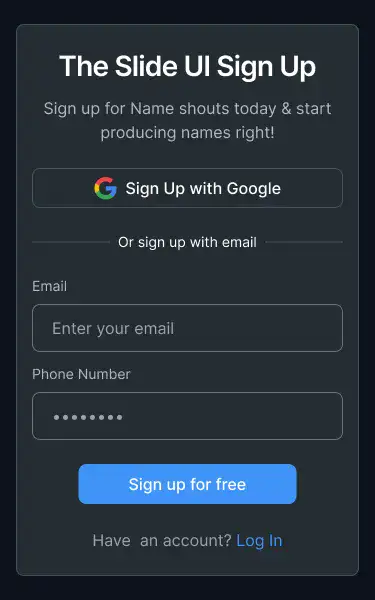 The Slide UI Sign Up
Sign up for Name shouts today & start
producing names right!
Sign Up with Google
Or sign up with email
Email
Enter your email
Phone Number
••••••••
Sign up for free
Have  an account? Log In